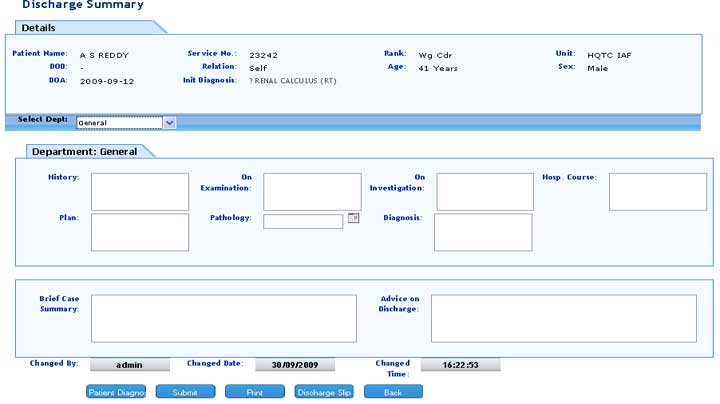 Discharge Summary
Details
Patient Name: A S REDDY Service No.: 23242 Rank: Wg Cdr Unit: HQTC IAF
DOB: - Relation: Self Age: 41 Years Sex: Male
DOA: 2009-09-12 Init Diagnosis: ? RENAL CALCULUS (RT)
Select Dept: General
Department: General
History: On Examination: On Investigation: Hosp. Course:
Plan: Pathology: Diagnosis:
Brief Case Summary: Advice on Discharge:
Changed By: admin Changed Date: 30/09/2009 Changed Time: 16:22:53
Patient Diagnos Submit Print Discharge Slip Back